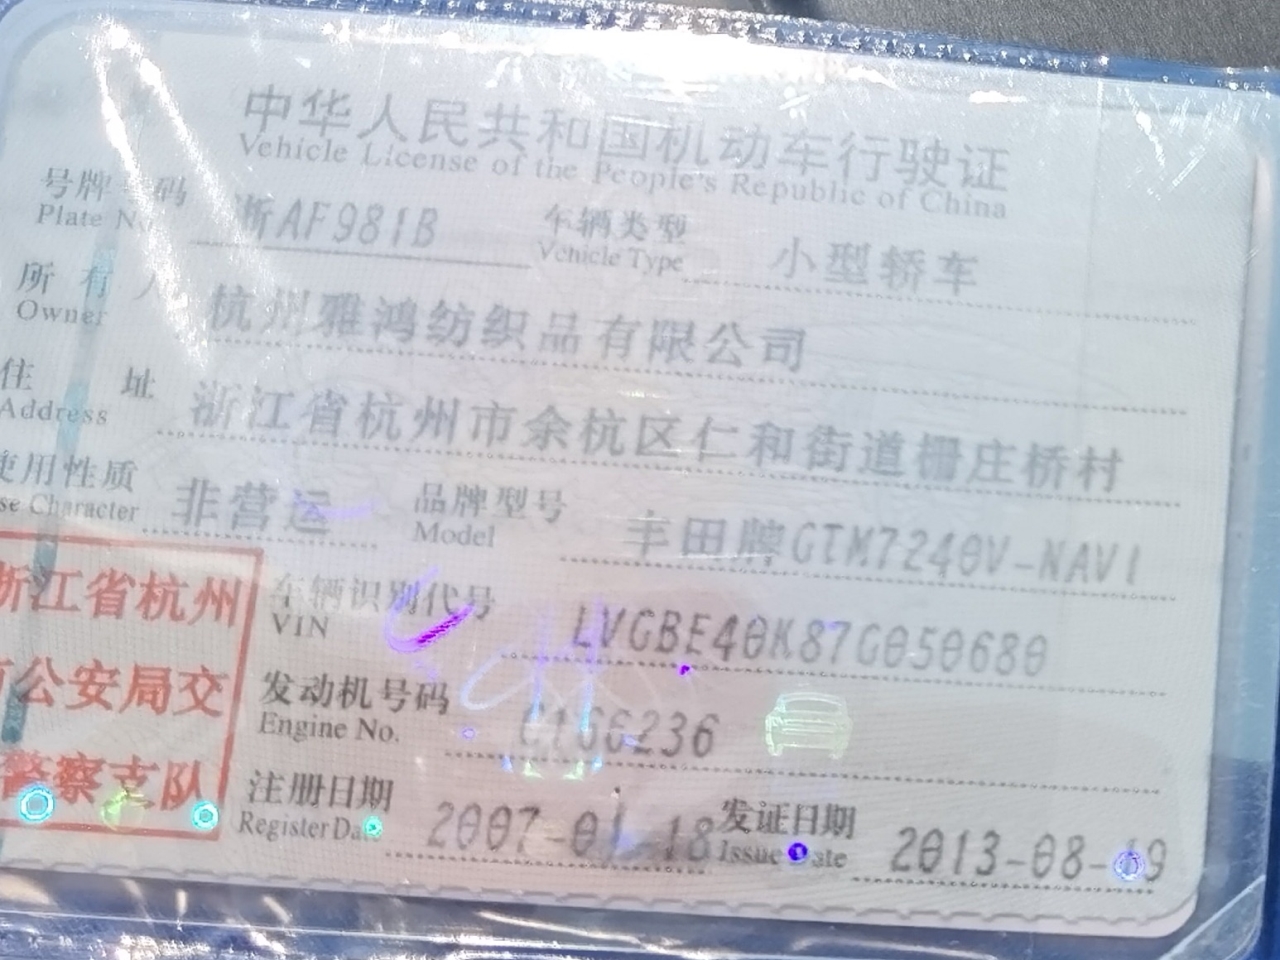 中华人民共和国机动车行驶证
Vehicle License of the People's Republic of China
号牌号码 浙AF981B 车辆类型 小型轿车
Plate No. Vehicle Type
所有人 杭州雅鸿纺织品有限公司
Owner
住址 浙江省杭州市余杭区仁和街道栅庄桥村
Address
使用性质 非营运 品牌型号 丰田牌GTM7240V-NAVI
Use Character Model
浙江省杭州
市公安局交
警察支队
车辆识别代号 LVGBE40K87G050680
VIN
发动机号码
Engine No.
注册日期 2007-01-18 发证日期
Register Date Issue Date